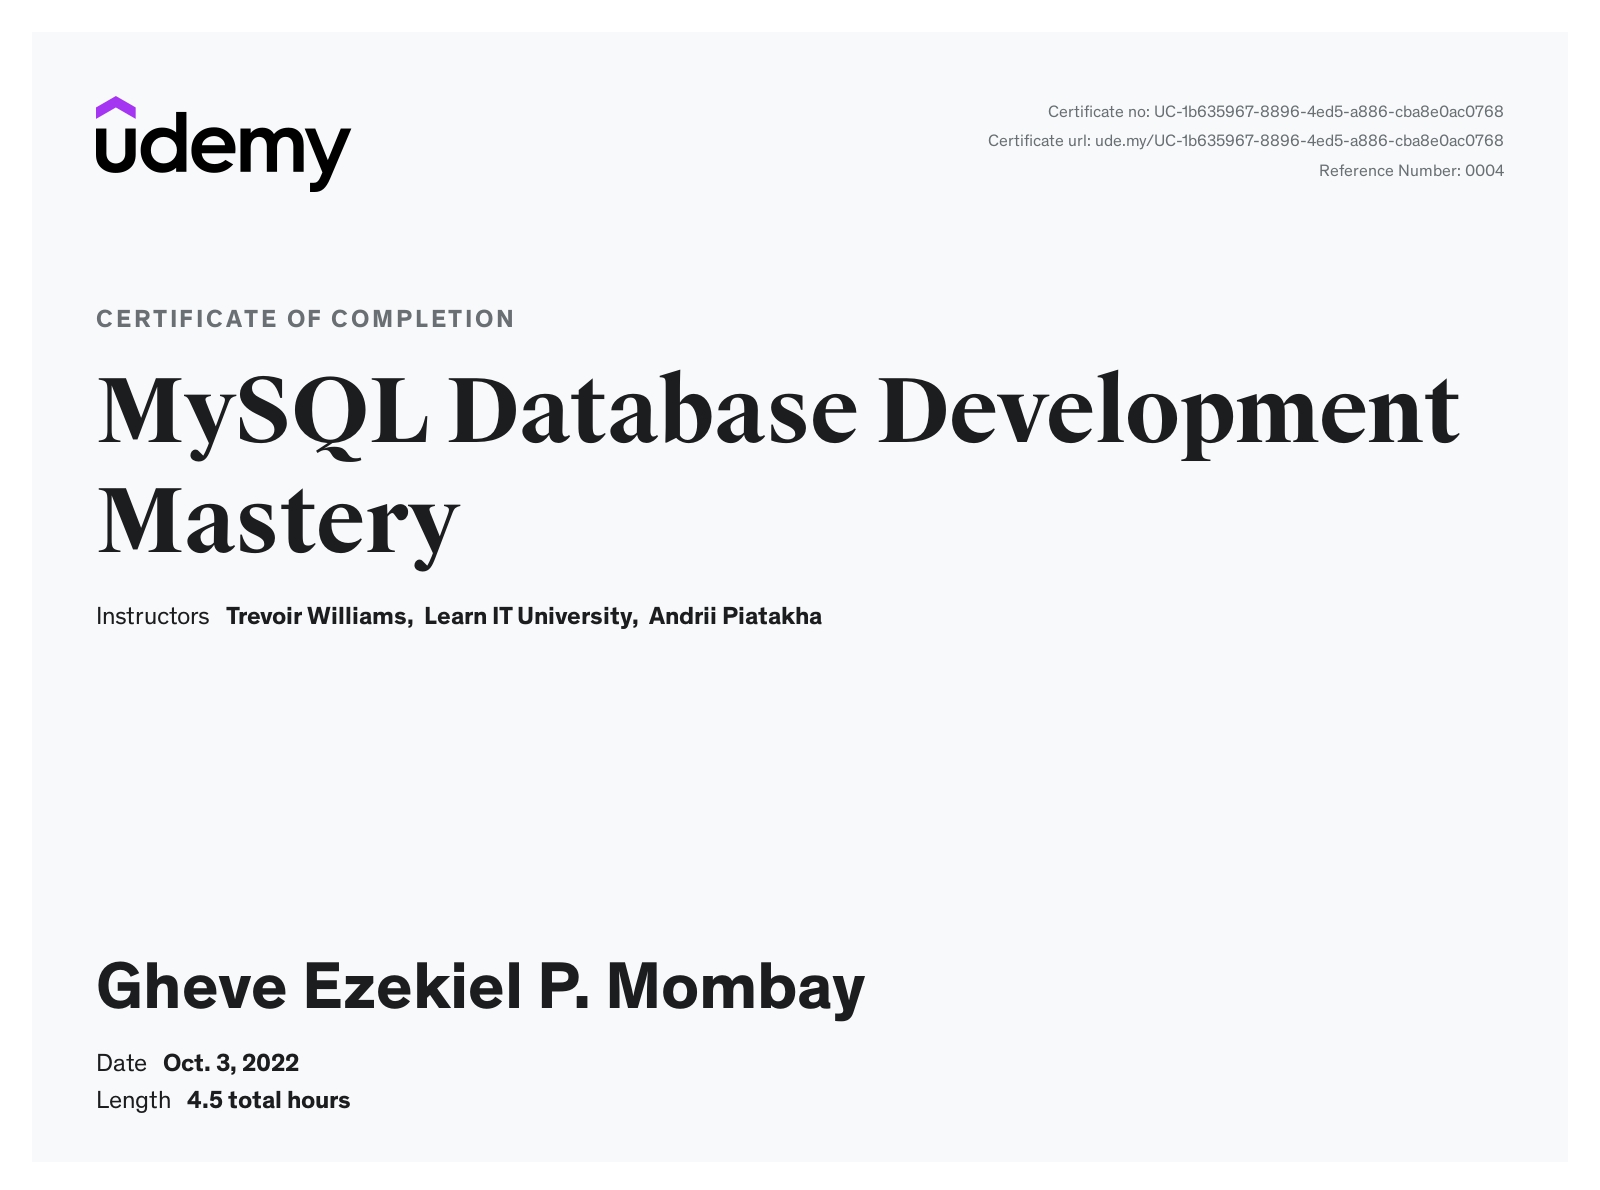 udemy
Certificate no: UC-1b635967-8896-4ed5-a886-cba8e0ac0768
Certificate url: ude.my/UC-1b635967-8896-4ed5-a886-cba8e0ac0768
Reference Number: 0004
CERTIFICATE OF COMPLETION
MySQL Database Development
Mastery
Instructors Trevoir Williams, Learn IT University, Andrii Piatakha
Gheve Ezekiel P. Mombay
Date Oct. 3, 2022
Length 4.5 total hours